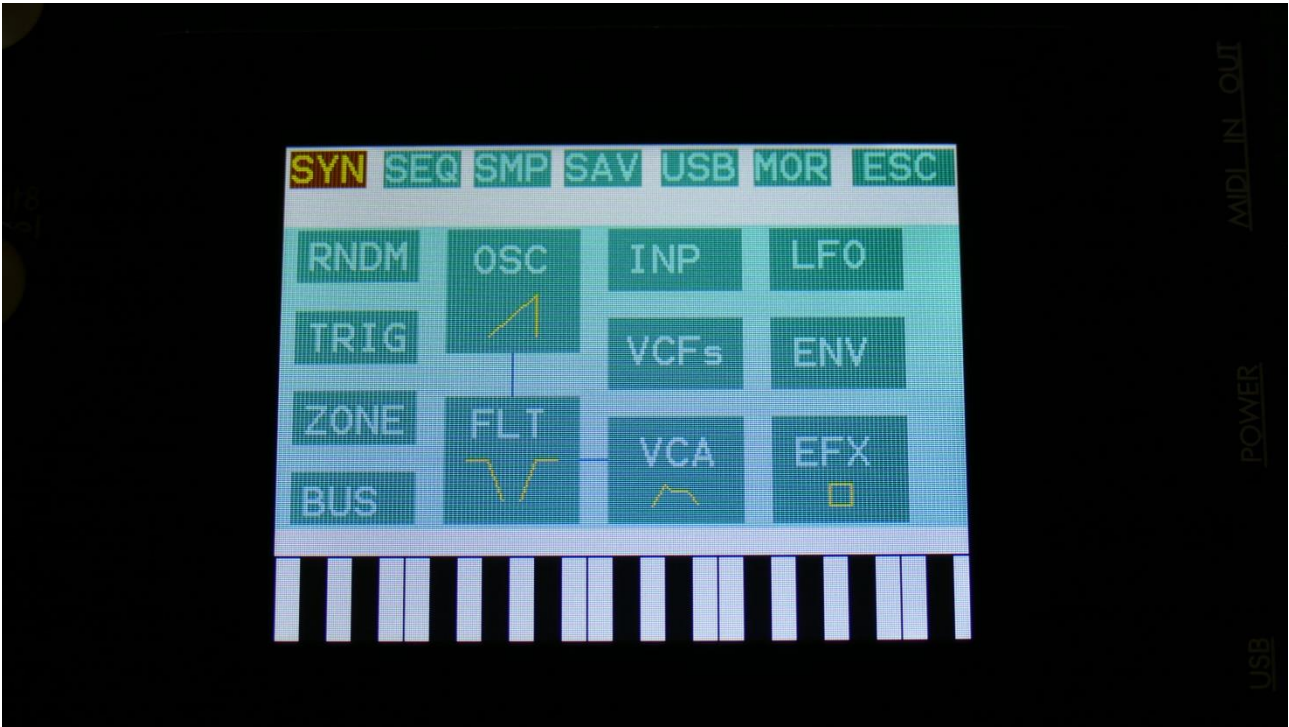 SYN SEQ SMP SAV USB MOR ESC
RNDM OSC INP LFO
TRIG VCFs ENV
ZONE FLT VCA EFX
BUS
MIDI IN OUT
POWER
USB